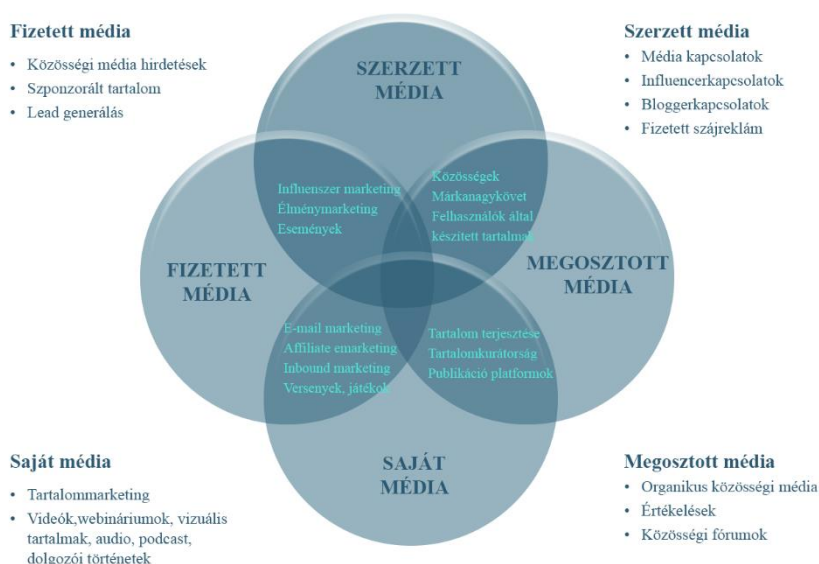 Fizetett média
• Közösségi média hirdetések
• Szponzorált tartalom
• Lead generálás
Szerzett média
• Média kapcsolatok
• Influencerkapcsolatok
• Bloggerkapcsolatok
• Fizetett szájreklám
SZERZETT
MÉDIA
Influenszer marketing
Élménymarketing
Események
Közösségek
Márkanagykövet
Felhasználók által
készített tartalmak
FIZETETT
MÉDIA
MEGOSZTOTT
MÉDIA
E-mail marketing
Affiliate emarketing
Inbound marketing
Versenyek, játékok
Tartalom terjesztése
Tartalomkurátorság
Publikáció platformok
SAJÁT
MÉDIA
Saját média
• Tartalommarketing
• Videók,webináriumok, vizuális
tartalmak, audio, podcast,
dolgozói történetek
Megosztott média
• Organikus közösségi média
• Értékelések
• Közösségi fórumok